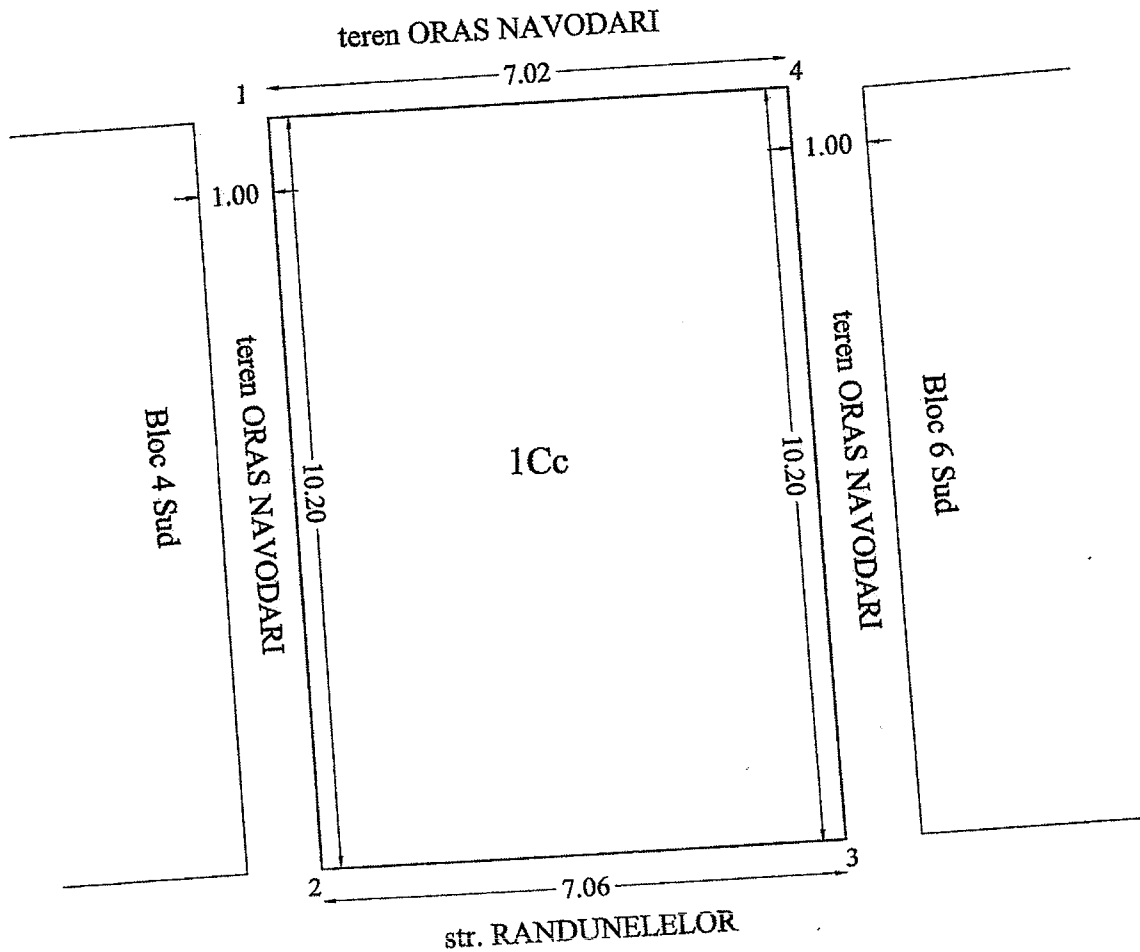 teren ORAS NAVODARI
7.02
1
4
1.00
1.00
teren ORAS NAVODARI
teren ORAS NAVODARI
Bloc 4 Sud
Bloc 6 Sud
10.20
10.20
1Cc
2
3
7.06
str. RANDUNELELOR